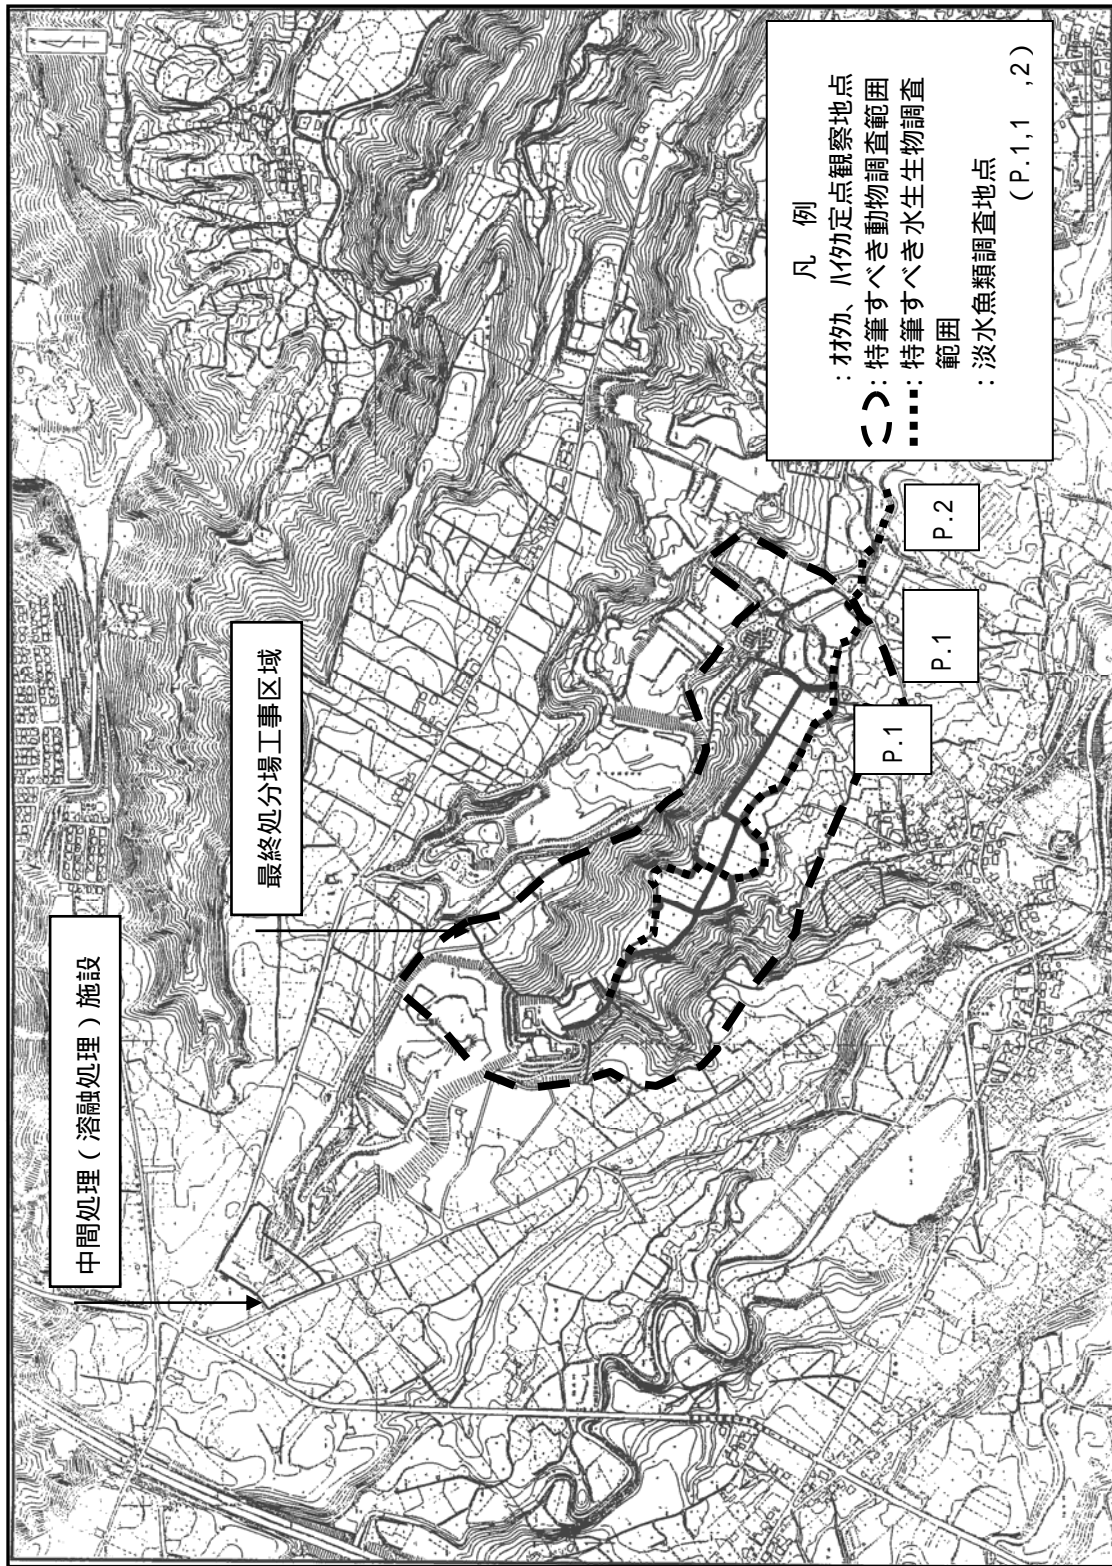 中間処理(溶融処理)施設
最終処分場工事区域
凡 例
:オオタカ、ハイタカ定点観察地点
:特筆すべき動物調査範囲
:特筆すべき水生生物調査
範囲
:淡水魚類調査地点
(P.1,1 ,2)
P.1
P.1
P.2